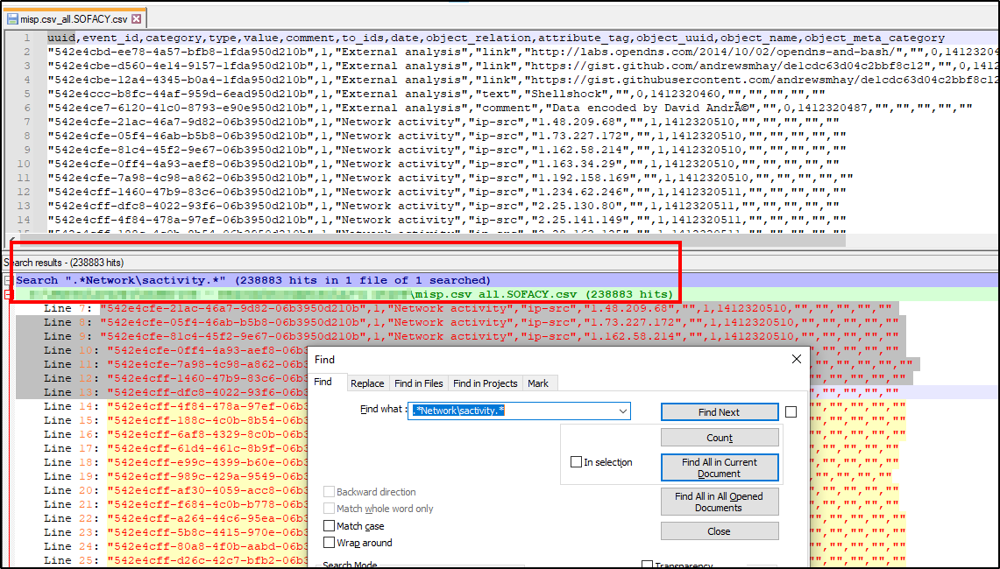 misp.csv_all.SOFACY.csv
1 uuid,event_id,category,type,value,comment,to_ids,date,object_relation,attribute_tag,object_uuid,object_name,object_meta_category
2 "542e4cbd-ee78-4a57-bfb8-1fda950d210b",1,"External analysis","link","http://labs.opendns.com/2014/10/02/opendns-and-bash/","",0,14123204
3 "542e4cbe-d560-4e14-9157-1fda950d210b",1,"External analysis","link","https://gist.github.com/andrewsmhay/de1cdc63d04c2bbf8c12","",0,1412
4 "542e4cbe-12a4-4345-b0a4-1fda950d210b",1,"External analysis","link","https://gist.githubusercontent.com/andrewsmhay/de1cdc63d04c2bbf8c12
5 "542e4ccc-b8fc-44af-959d-6ead950d210b",1,"External analysis","text","Shellshock","",0,1412320460,"","","","",""
6 "542e4ce7-6120-41c0-8793-e90e950d210b",1,"External analysis","comment","Data encoded by David AndrÃ©","",0,1412320487,"","","","",""
7 "542e4cfe-21ac-46a7-9d82-06b3950d210b",1,"Network activity","ip-src","1.48.209.68","",1,1412320510,"","","","",""
8 "542e4cfe-05f4-46ab-b5b8-06b3950d210b",1,"Network activity","ip-src","1.73.227.172","",1,1412320510,"","","","",""
9 "542e4cfe-81c4-45f2-9e67-06b3950d210b",1,"Network activity","ip-src","1.162.58.214","",1,1412320510,"","","","",""
10 "542e4cfe-0ff4-4a93-aef8-06b3950d210b",1,"Network activity","ip-src","1.163.34.29","",1,1412320510,"","","","",""
11 "542e4cfe-7a98-4c98-a862-06b3950d210b",1,"Network activity","ip-src","1.192.158.169","",1,1412320510,"","","","",""
12 "542e4cff-1460-47b9-83c6-06b3950d210b",1,"Network activity","ip-src","1.234.62.246","",1,1412320511,"","","","",""
13 "542e4cff-dfc8-4022-93f6-06b3950d210b",1,"Network activity","ip-src","2.25.130.80","",1,1412320511,"","","","",""
14 "542e4cff-4f84-478a-97ef-06b3950d210b",1,"Network activity","ip-src","2.25.141.149","",1,1412320511,"","","","",""
Search results - (238883 hits)
Search ".*Network\sactivity.*" (238883 hits in 1 file of 1 searched)
\misp.csv_all.SOFACY.csv (238883 hits)
Line 7: "542e4cfe-21ac-46a7-9d82-06b3950d210b",1,"Network activity","ip-src","1.48.209.68","",1,1412320510,"","","","",""
Line 8: "542e4cfe-05f4-46ab-b5b8-06b3950d210b",1,"Network activity","ip-src","1.73.227.172","",1,1412320510,"","","","",""
Line 9: "542e4cfe-81c4-45f2-9e67-06b3950d210b",1,"Network activity","ip-src","1.162.58.214","",1,1412320510,"","","","",""
Line 10: "542e4cfe-0ff4-4a93-aef8-06b3
Line 11: "542e4cfe-7a98-4c98-a862-06b3
Line 12: "542e4cff-1460-47b9-83c6-06b3
Line 13: "542e4cff-dfc8-4022-93f6-06b3
Line 14: "542e4cff-4f84-478a-97ef-06b3
Line 15: "542e4cff-188c-4c0b-8b54-06b3
Line 16: "542e4cff-6af8-4329-8c0b-06b3
Line 17: "542e4cff-61d4-461c-8b9f-06b3
Line 18: "542e4cff-e99c-4399-b60e-06b3
Line 19: "542e4cff-989c-429a-9549-06b3
Line 20: "542e4cff-af30-4059-acc8-06b3
Line 21: "542e4cff-f684-4c0b-b778-06b3
Line 22: "542e4cff-a264-44c6-95ea-06b3
Line 23: "542e4cff-5b8c-4415-970e-06b3
Line 24: "542e4cff-80a8-4f0b-aabd-06b3
Line 25: "542e4cff-d26c-42c7-bfb2-06b3
Find
Find Replace Find in Files Find in Projects Mark
Find what : .*Network\sactivity.*
Find Next
Count
In selection
Find All in Current
Document
Find All in All Opened
Documents
Close
Backward direction
Match whole word only
Match case
Wrap around
Search Mode
Transparency